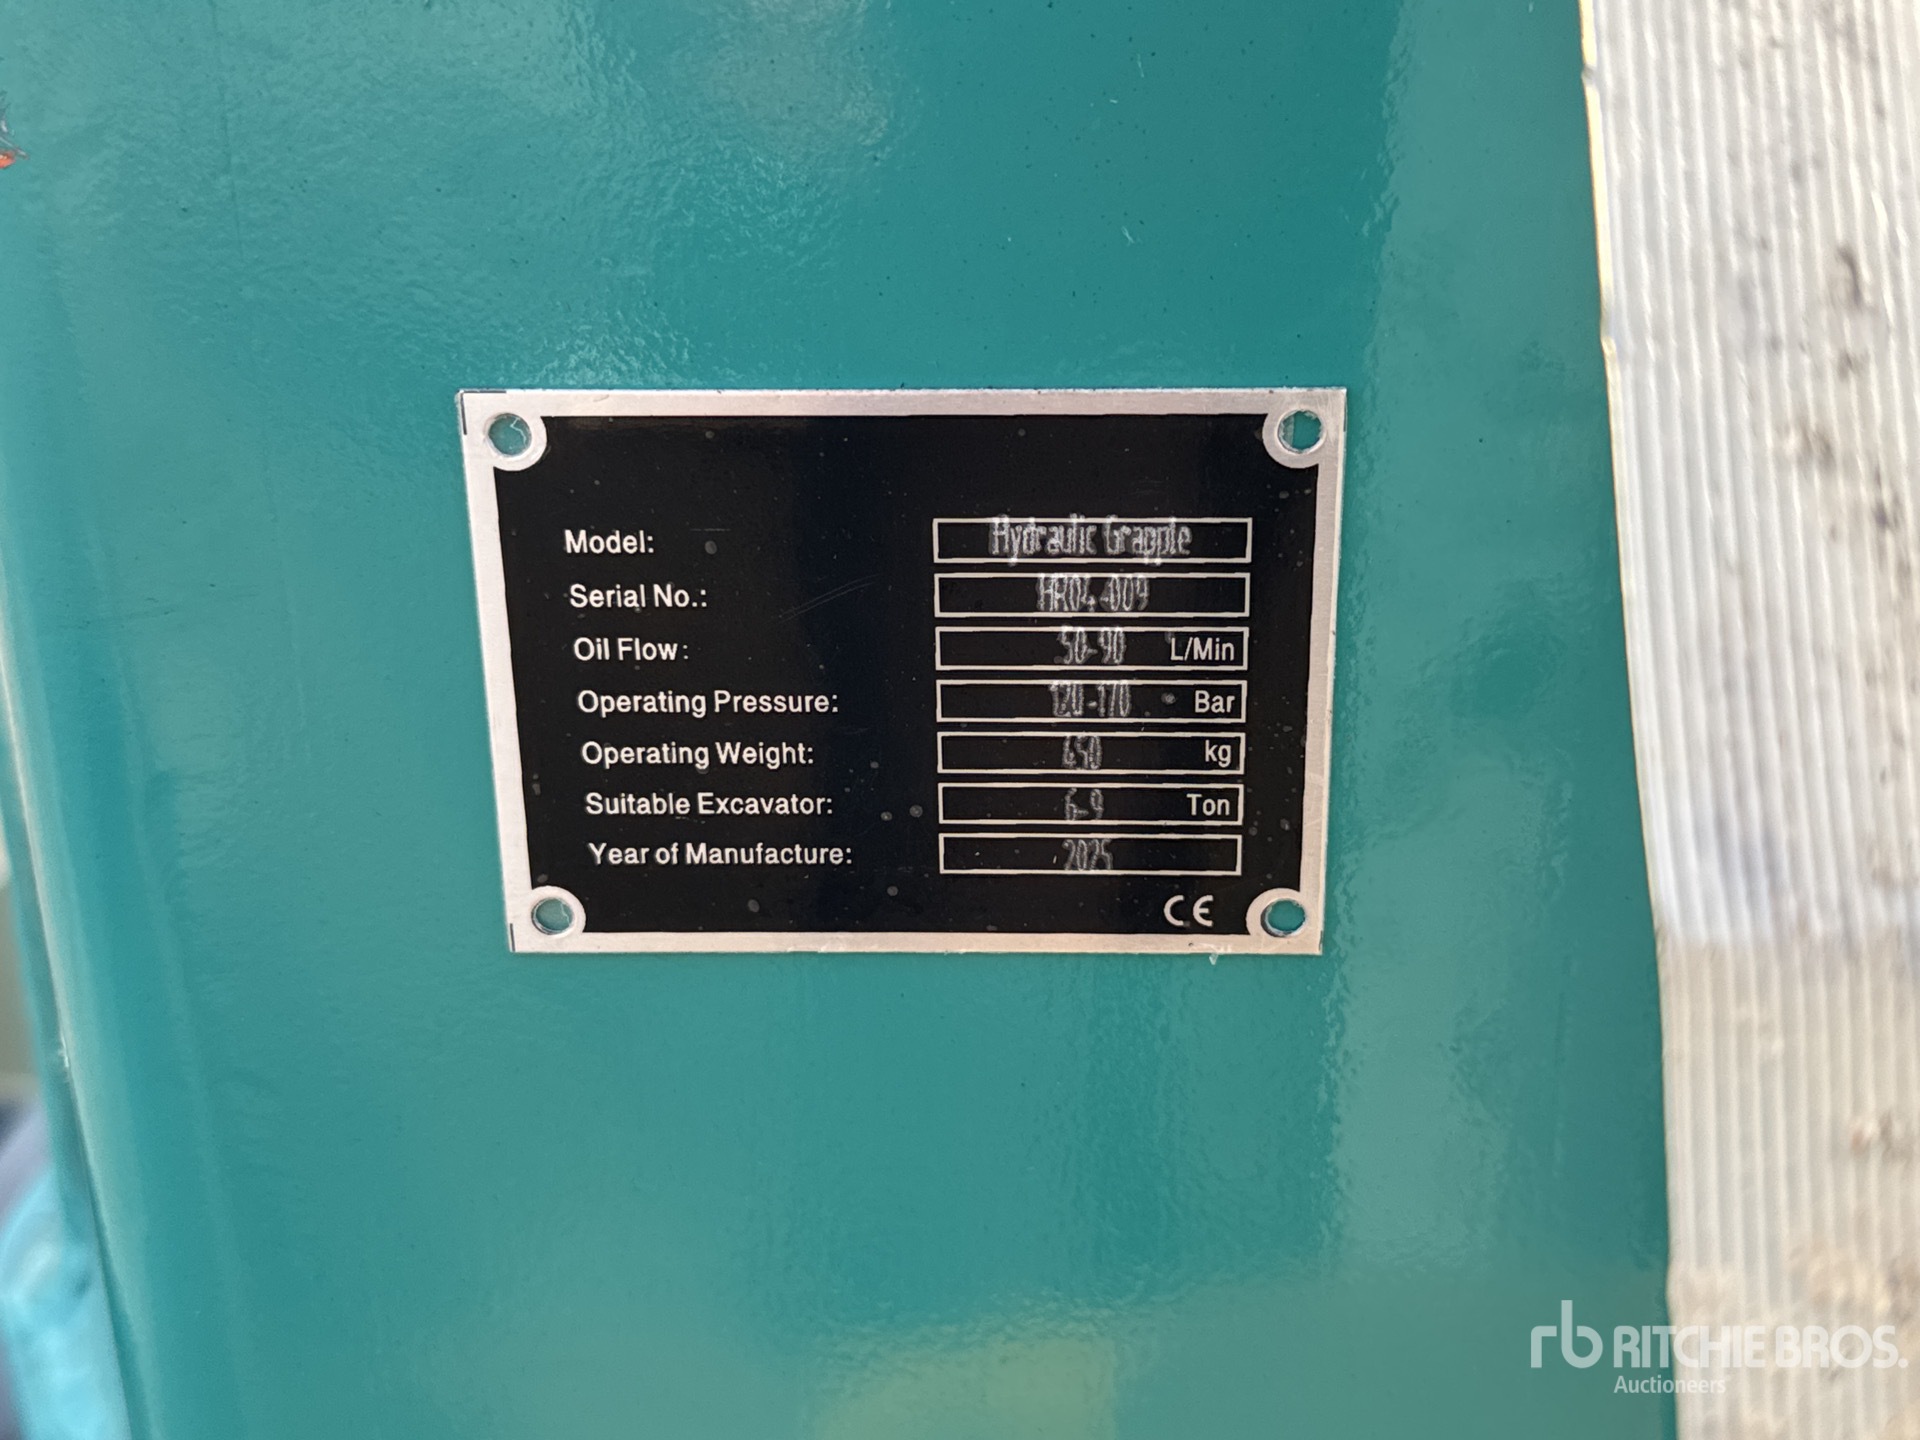 Model: Hydraulic Grapple
Serial No.: HR04-009
Oil Flow: 50-90 L/Min
Operating Pressure: 120-170 Bar
Operating Weight: 450 kg
Suitable Excavator: 6-9 Ton
Year of Manufacture: 2025
CE
rb RITCHIE BROS.
Auctioneers